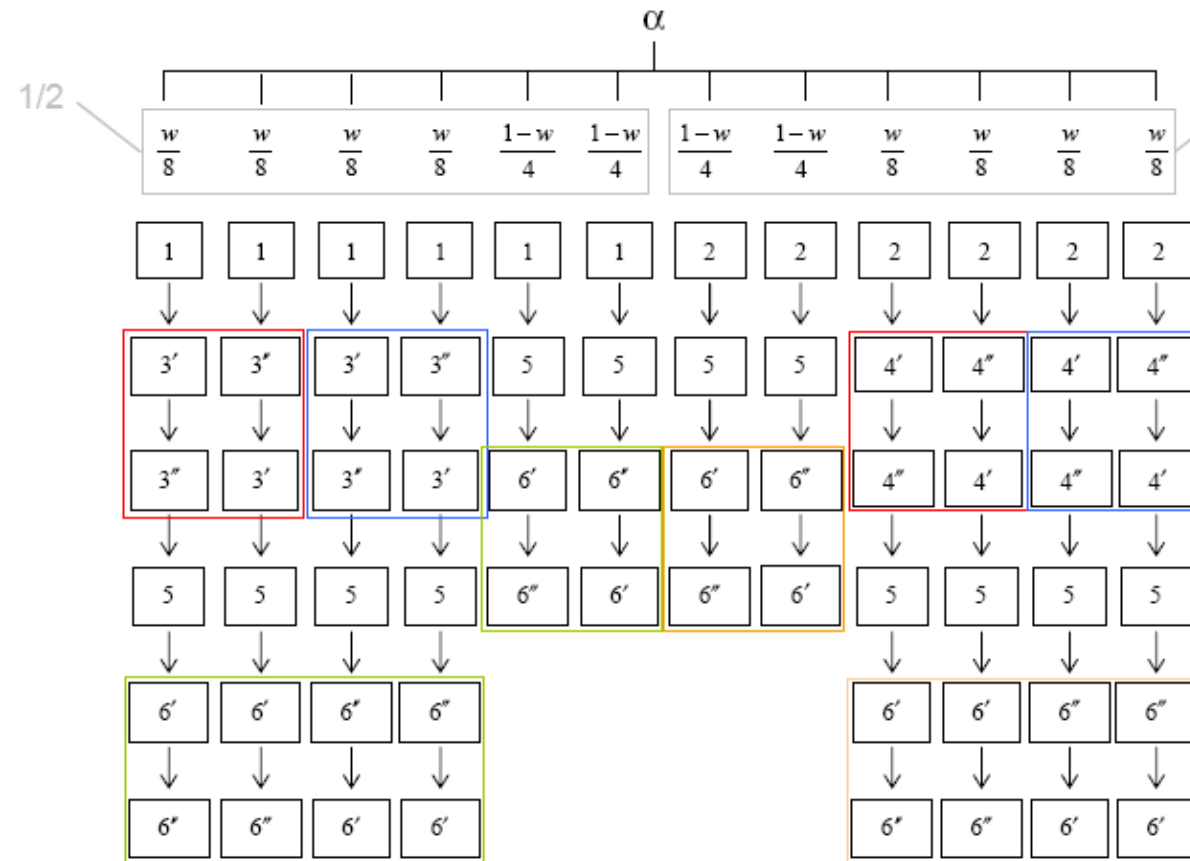 α
1/2
w/8 w/8 w/8 w/8 1−w/4 1−w/4 1−w/4 1−w/4 w/8 w/8 w/8 w/8
1 1 1 1 1 1 2 2 2 2 2 2
3′ 3″ 3′ 3″ 5 5 5 5 4′ 4″ 4′ 4″
3″ 3′ 3″ 3′ 6′ 6″ 6′ 6″ 4″ 4′ 4″ 4′
5 5 5 5 6″ 6′ 6″ 6′ 5 5 5 5
6′ 6′ 6″ 6″ 6′ 6′ 6″ 6″
6″ 6″ 6′ 6′ 6″ 6″ 6′ 6′